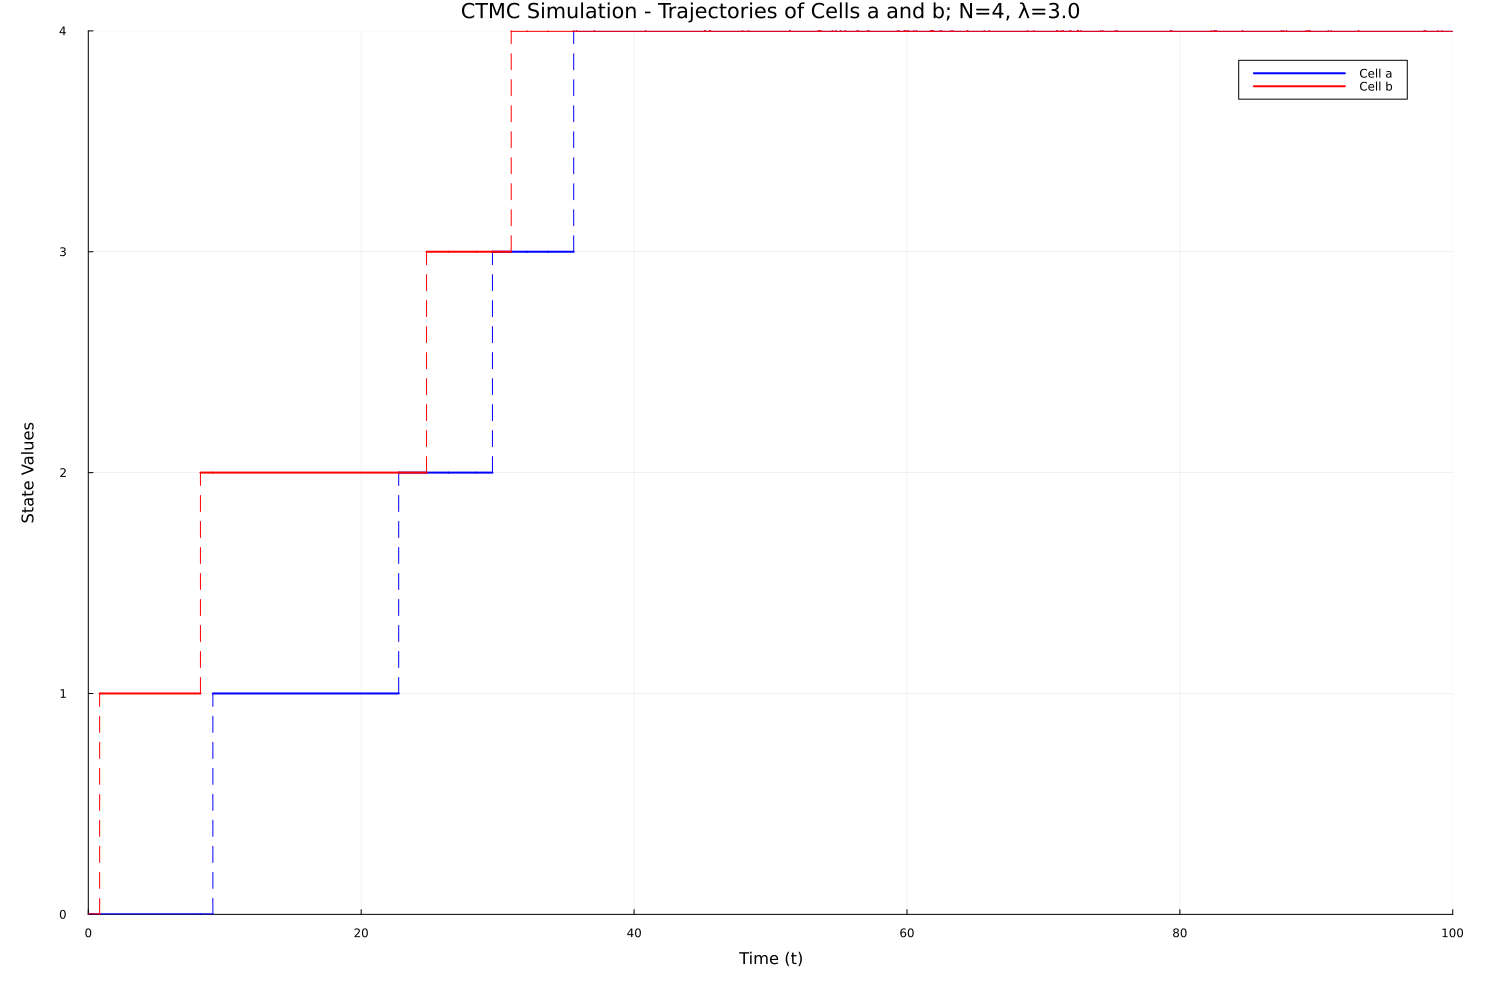 CTMC Simulation - Trajectories of Cells a and b; N=4, λ=3.0
4
Cell a
Cell b
3
State Values
2
1
0
0 20 40 60 80 100
Time (t)